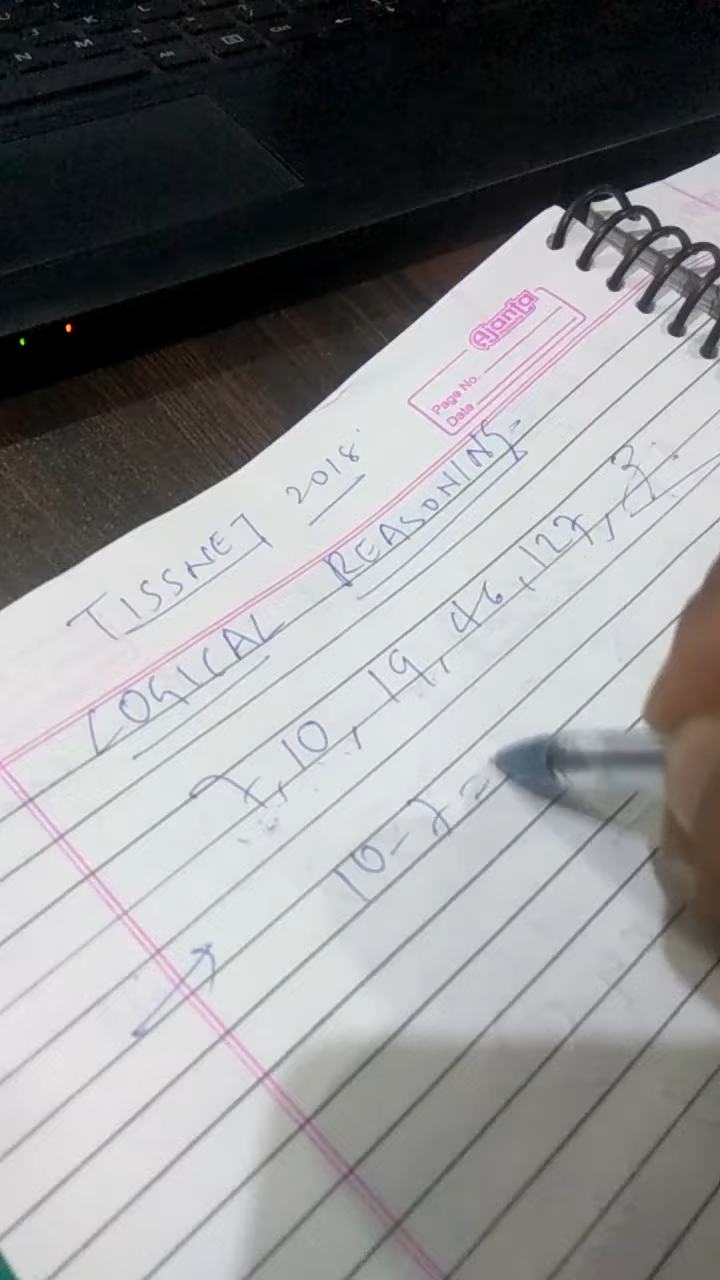 Ajanta
Page No.
Date
TISSNET 2018
LOGICAL REASONING
7, 10, 19, 46, 127, ?
10 - 7 =